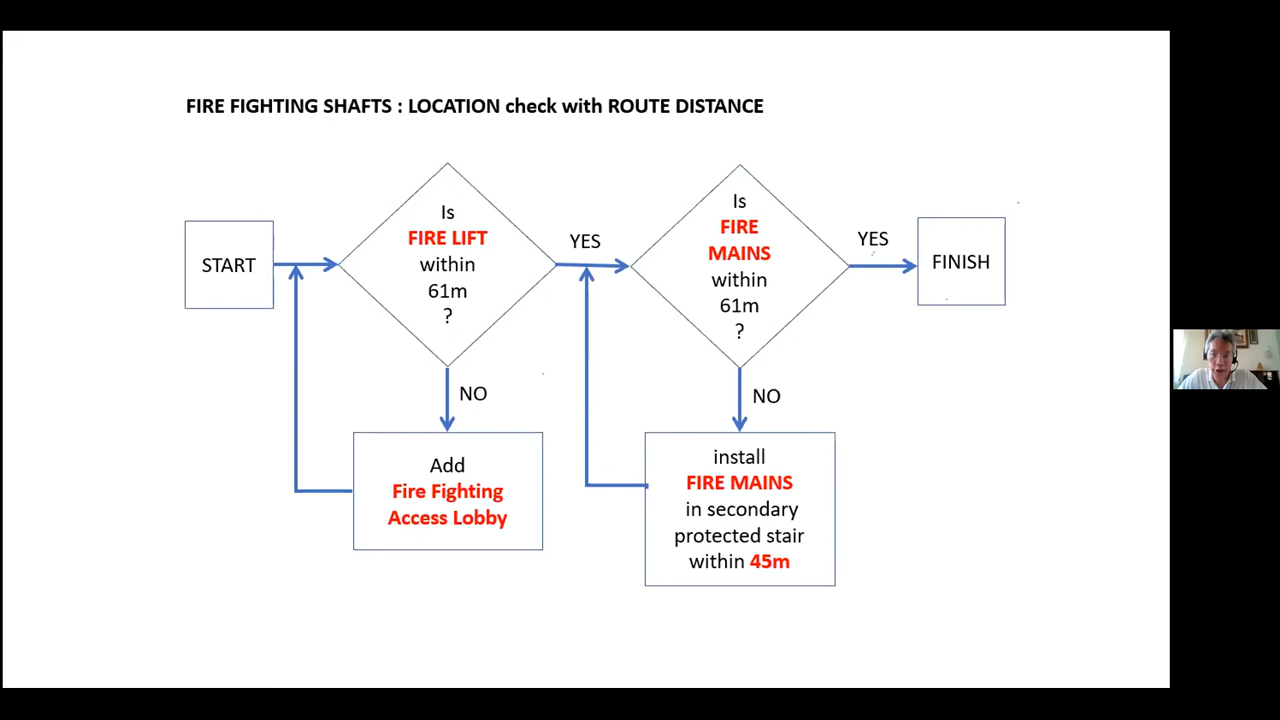 FIRE FIGHTING SHAFTS : LOCATION check with ROUTE DISTANCE
START
Is
FIRE LIFT
within
61m
?
YES
Is
FIRE
MAINS
within
61m
?
YES
FINISH
NO
NO
Add
Fire Fighting
Access Lobby
install
FIRE MAINS
in secondary
protected stair
within 45m